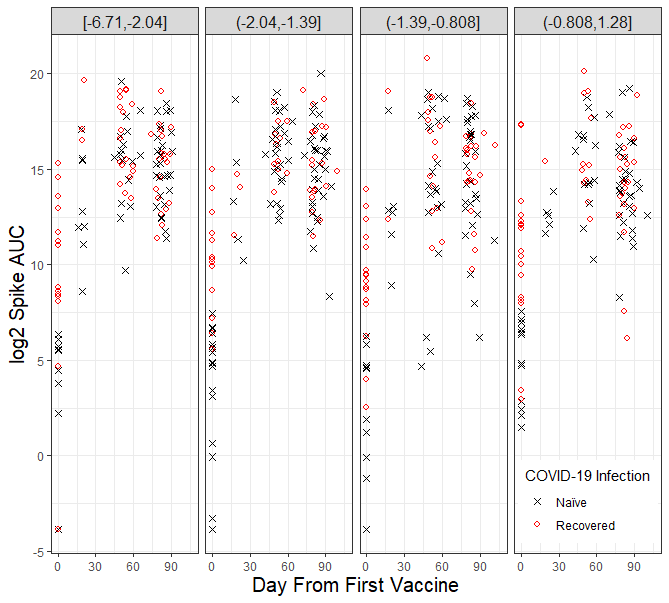 [-6.71,-2.04]
(-2.04,-1.39]
(-1.39,-0.808]
(-0.808,1.28]
log2 Spike AUC
20
15
10
5
0
-5
COVID-19 Infection
Naïve
Recovered
0 30 60 90
0 30 60 90
0 30 60 90
0 30 60 90
Day From First Vaccine